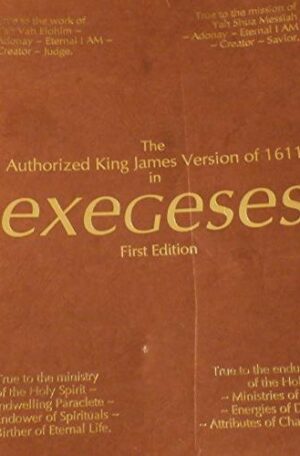 True to the work of
Yah Veh Elohim –
Adonay – Eternal I AM –
Creator – Judge.
True to the mission of
Yah Shua Messiah
– Adonay – Eternal I AM –
– Creator – Savior.
The
Authorized King James Version of 1611
in
exeGeses
First Edition
True to the ministry
of the Holy Spirit –
Indwelling Paraclete –
Endower of Spirituals –
Birther of Eternal Life.
True to the
of the
– Ministries of
– Energies of
– Attributes of